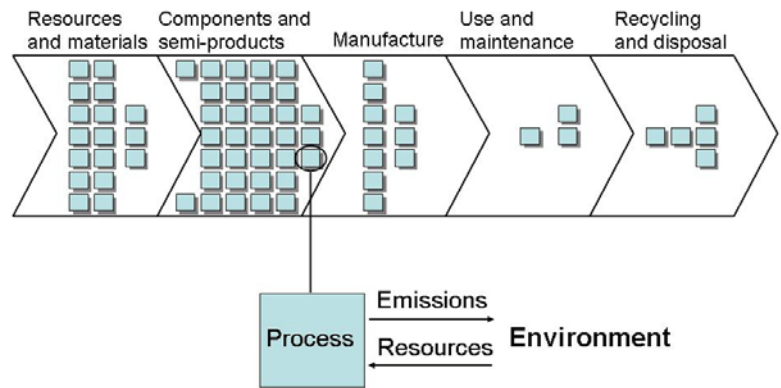 Resources
and materials
Components and
semi-products
Manufacture
Use and
maintenance
Recycling
and disposal
Process
Emissions
Resources
Environment